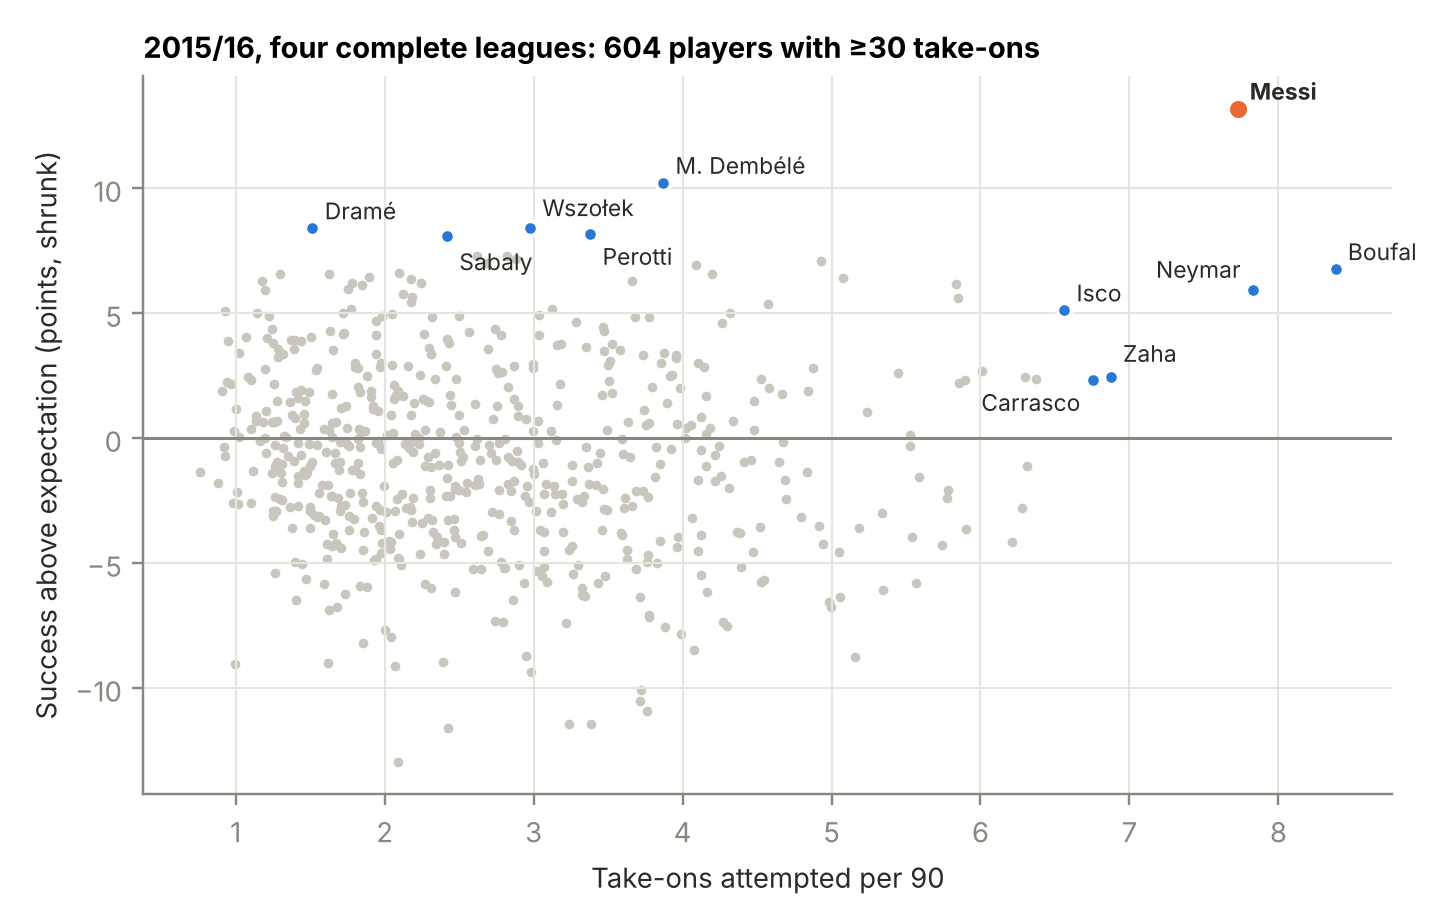 2015/16, four complete leagues: 604 players with ≥30 take-ons
Messi
M. Dembélé
Dramé
Wszołek
Sabaly
Perotti
Boufal
Neymar
Isco
Zaha
Carrasco
Success above expectation (points, shrunk)
10
5
0
−5
−10
1 2 3 4 5 6 7 8
Take-ons attempted per 90